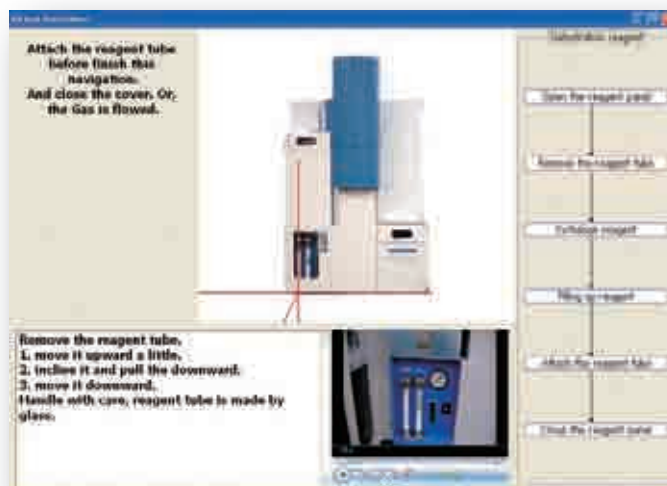 Attach the reagent tube
before finish this
navigation.
And close the cover. Or,
the Gas is flowed.
reagent
Open the reagent panel
Remove the reagent tube
Exchange reagent
Filling up reagent
Attach the reagent tube
Close the reagent panel
Remove the reagent tube.
1. move it upward a little.
2. incline it and pull the downward.
3. move it downward.
Handle with care, reagent tube is made by
glass.